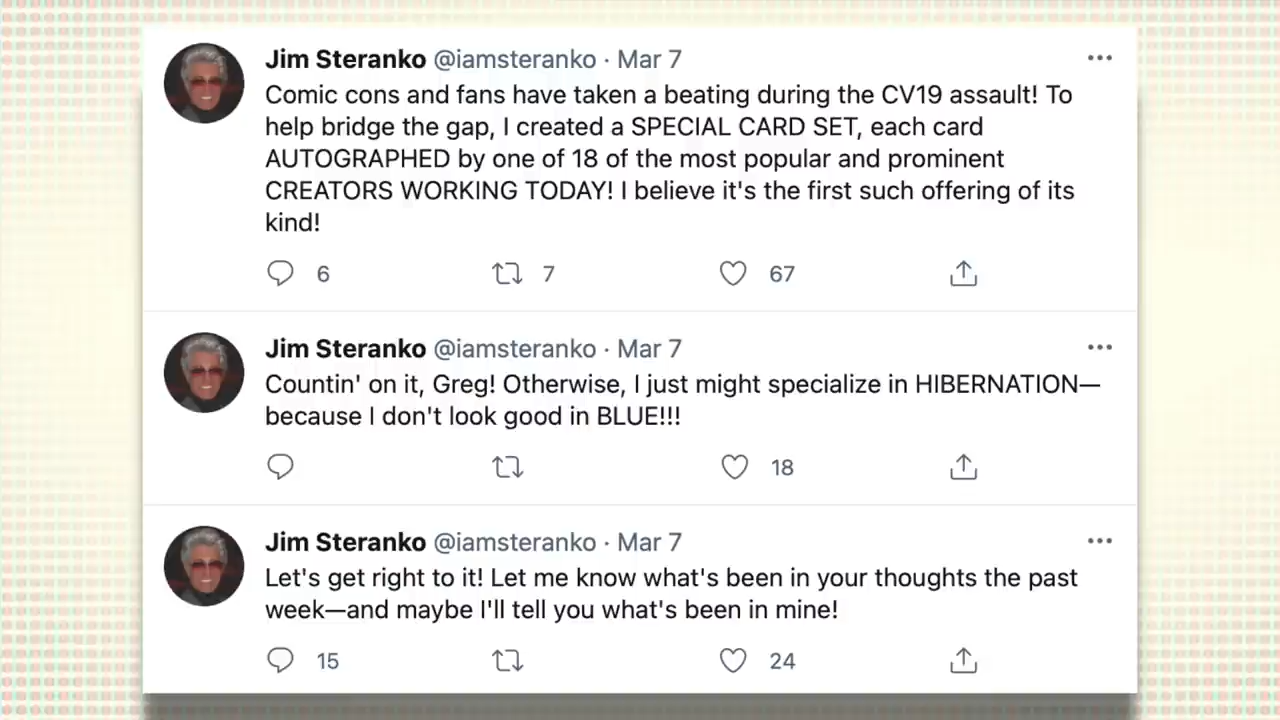 Jim Steranko @iamsteranko · Mar 7
Comic cons and fans have taken a beating during the CV19 assault! To
help bridge the gap, I created a SPECIAL CARD SET, each card
AUTOGRAPHED by one of 18 of the most popular and prominent
CREATORS WORKING TODAY! I believe it's the first such offering of its
kind!
6 7 67
Jim Steranko @iamsteranko · Mar 7
Countin' on it, Greg! Otherwise, I just might specialize in HIBERNATION—
because I don't look good in BLUE!!!
18
Jim Steranko @iamsteranko · Mar 7
Let's get right to it! Let me know what's been in your thoughts the past
week—and maybe I'll tell you what's been in mine!
15 24